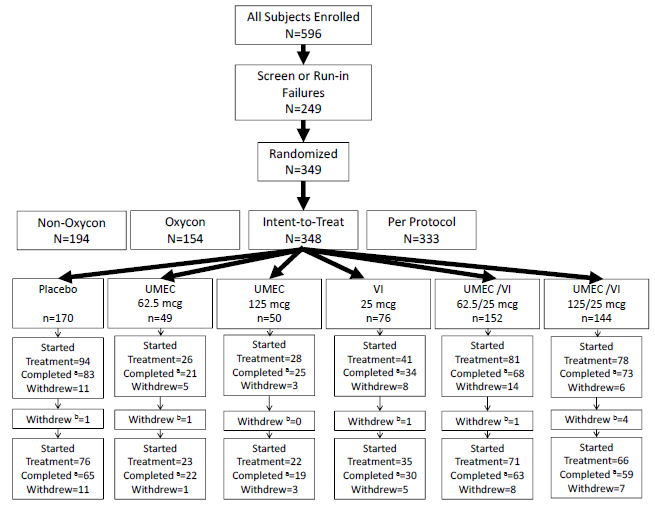 All Subjects Enrolled
N=596
Screen or Run-in
Failures
N=249
Randomized
N=349
Non-Oxycon
N=194
Oxycon
N=154
Intent-to-Treat
N=348
Per Protocol
N=333
Placebo
n=170
UMEC
62.5 mcg
n=49
UMEC
125 mcg
n=50
VI
25 mcg
n=76
UMEC /VI
62.5/25 mcg
n=152
UMEC /VI
125/25 mcg
n=144
Started
Treatment=94
Completed ª=83
Withdrew=11
Started
Treatment=26
Completed ª=21
Withdrew=5
Started
Treatment=28
Completed ª=25
Withdrew=3
Started
Treatment=41
Completed ª=34
Withdrew=8
Started
Treatment=81
Completed ª=68
Withdrew=14
Started
Treatment=78
Completed ª=73
Withdrew=6
Withdrew ᵇ=1
Withdrew ᵇ=1
Withdrew ᵇ=0
Withdrew ᵇ=1
Withdrew ᵇ=1
Withdrew ᵇ=4
Started
Treatment=76
Completed ª=65
Withdrew=11
Started
Treatment=23
Completed ª=22
Withdrew=1
Started
Treatment=22
Completed ª=19
Withdrew=3
Started
Treatment=35
Completed ª=30
Withdrew=5
Started
Treatment=71
Completed ª=63
Withdrew=8
Started
Treatment=66
Completed ª=59
Withdrew=7